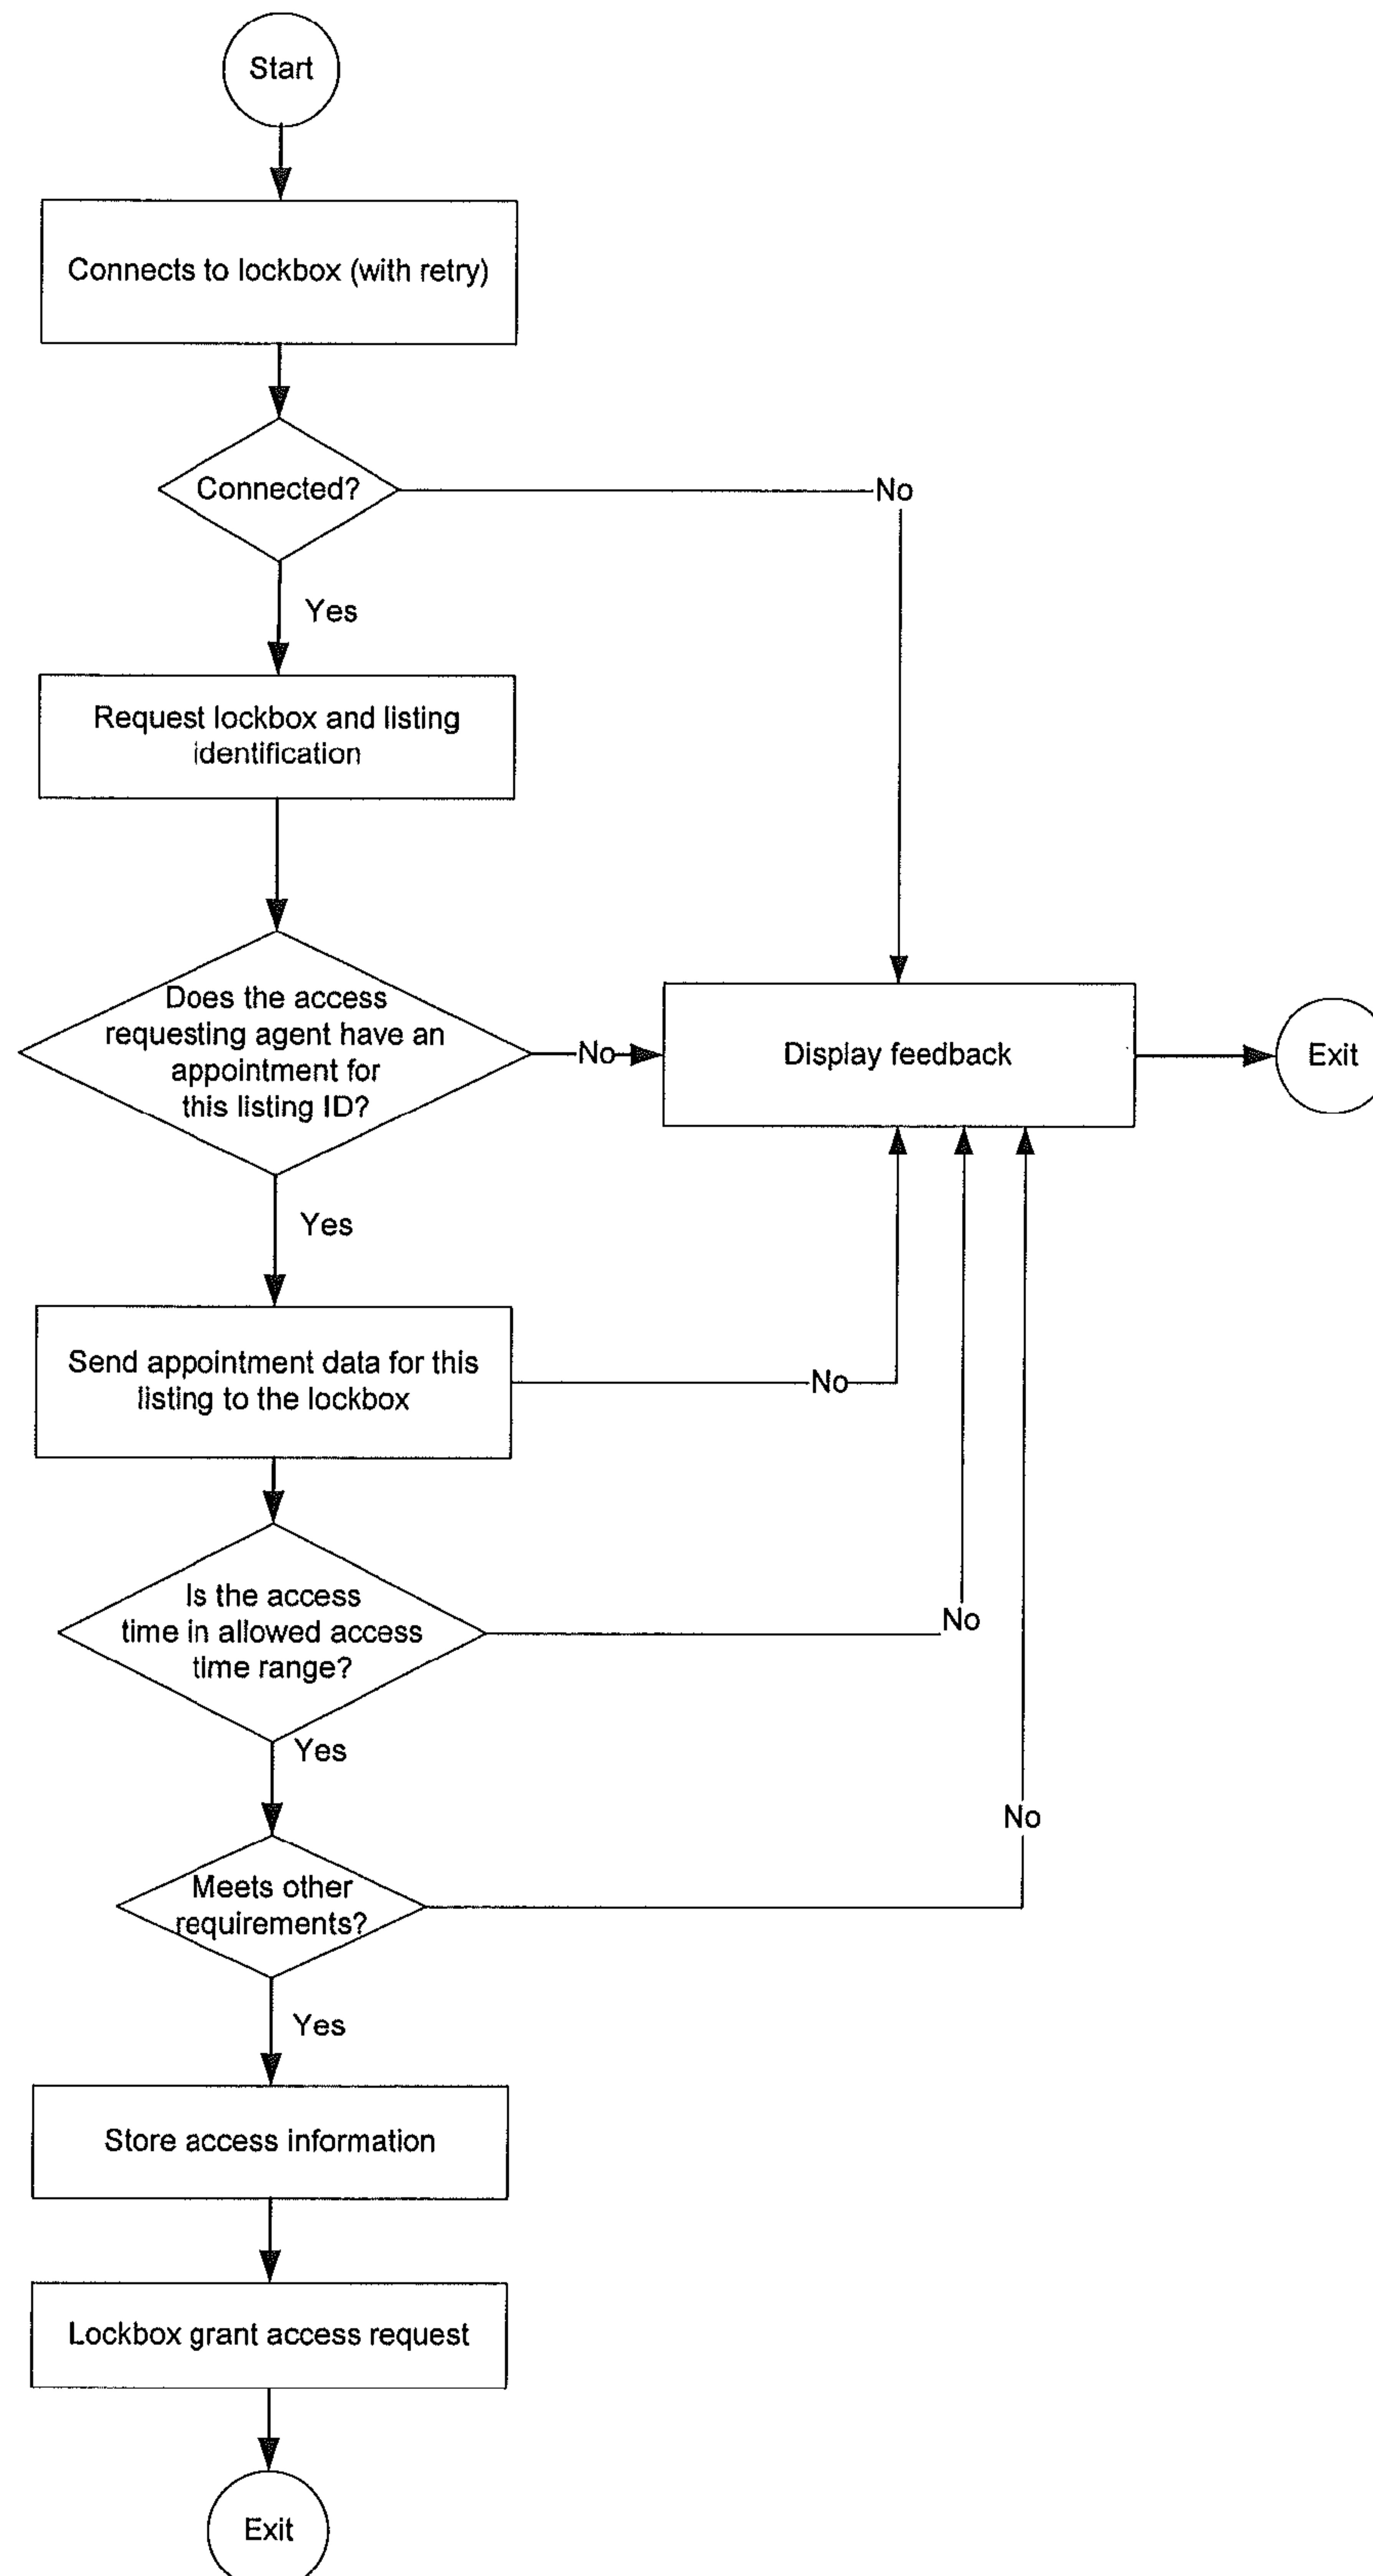 Start
Connects to lockbox (with retry)
Connected?
No
Yes
Request lockbox and listing
identification
Does the access
requesting agent have an
appointment for
this listing ID?
No
Display feedback
Exit
Yes
Send appointment data for this
listing to the lockbox
No
Is the access
time in allowed access
time range?
No
Yes
No
Meets other
requirements?
Yes
Store access information
Lockbox grant access request
Exit